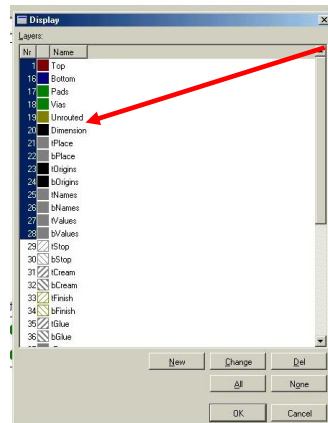 Display
Layers:
Nr Name
1 Top
16 Bottom
17 Pads
18 Vias
19 Unrouted
20 Dimension
21 tPlace
22 bPlace
23 tOrigins
24 bOrigins
25 tNames
26 bNames
27 tValues
28 bValues
29 tStop
30 bStop
31 tCream
32 bCream
33 tFinish
34 bFinish
35 tGlue
36 bGlue
New Change Del
All None
OK Cancel